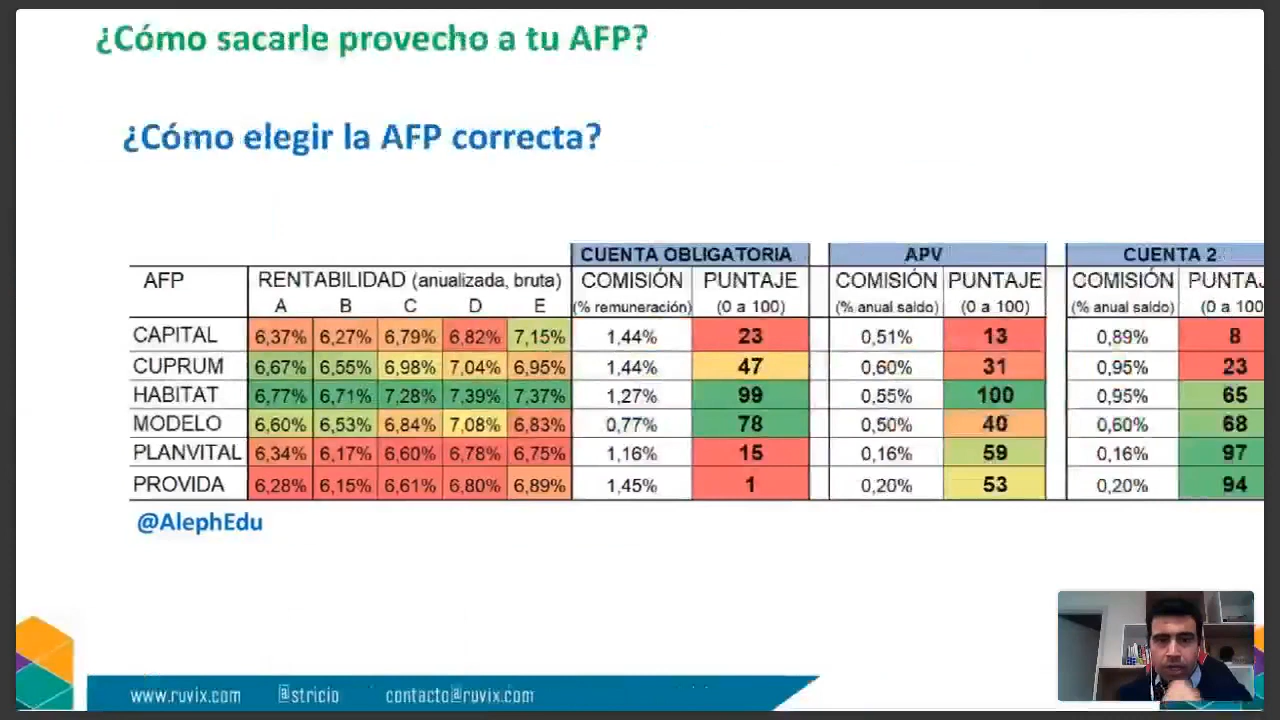 ¿Cómo sacarle provecho a tu AFP?
¿Cómo elegir la AFP correcta?
CUENTA OBLIGATORIA APV CUENTA 2
AFP RENTABILIDAD (anualizada, bruta) COMISIÓN PUNTAJE COMISIÓN PUNTAJE COMISIÓN PUNTAJ
A B C D E (% remuneración) (0 a 100) (% anual saldo) (0 a 100) (% anual saldo) (0 a 100
CAPITAL 6,37% 6,27% 6,79% 6,82% 7,15% 1,44% 23 0,51% 13 0,89% 8
CUPRUM 6,67% 6,55% 6,98% 7,04% 6,95% 1,44% 47 0,60% 31 0,95% 23
HABITAT 6,77% 6,71% 7,28% 7,39% 7,37% 1,27% 99 0,55% 100 0,95% 65
MODELO 6,60% 6,53% 6,84% 7,08% 6,83% 0,77% 78 0,50% 40 0,60% 68
PLANVITAL 6,34% 6,17% 6,60% 6,78% 6,75% 1,16% 15 0,16% 59 0,16% 97
PROVIDA 6,28% 6,15% 6,61% 6,80% 6,89% 1,45% 1 0,20% 53 0,20% 94
@AlephEdu
www.ruvix.com @stricio contacto@ruvix.com